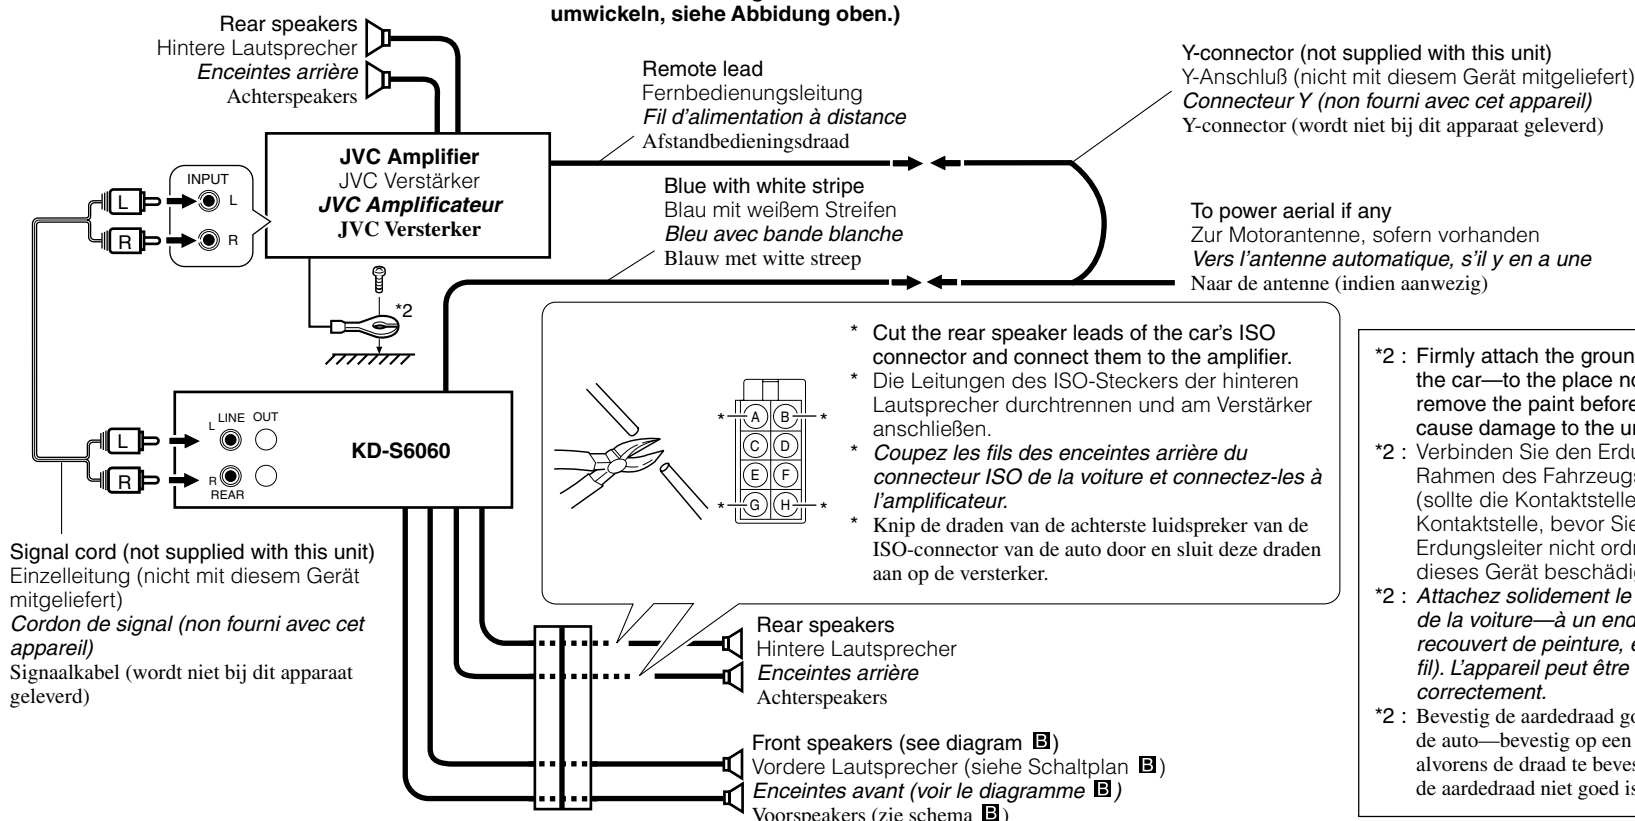 umwickeln, siehe Abbidung oben.)
Rear speakers
Hintere Lautsprecher
Enceintes arrière
Achterspeakers
Remote lead
Fernbedienungsleitung
Fil d'alimentation à distance
Afstandbedieningsdraad
Y-connector (not supplied with this unit)
Y-Anschluß (nicht mit diesem Gerät mitgeliefert)
Connecteur Y (non fourni avec cet appareil)
Y-connector (wordt niet bij dit apparaat geleverd)
JVC Amplifier
JVC Verstärker
JVC Amplificateur
JVC Versterker
INPUT
L L
R R
Blue with white stripe
Blau mit weißem Streifen
Bleu avec bande blanche
Blauw met witte streep
To power aerial if any
Zur Motorantenne, sofern vorhanden
Vers l'antenne automatique, s'il y en a une
Naar de antenne (indien aanwezig)
*2
* Cut the rear speaker leads of the car's ISO
connector and connect them to the amplifier.
* Die Leitungen des ISO-Steckers der hinteren
Lautsprecher durchtrennen und am Verstärker
anschließen.
* Coupez les fils des enceintes arrière du
connecteur ISO de la voiture et connectez-les à
l'amplificateur.
* Knip de draden van de achterste luidspreker van de
ISO-connector van de auto door en sluit deze draden
aan op de versterker.
* A B *
C D
E F
* G H *
LINE OUT
L L
R R
REAR
KD-S6060
Signal cord (not supplied with this unit)
Einzelleitung (nicht mit diesem Gerät
mitgeliefert)
Cordon de signal (non fourni avec cet
appareil)
Signaalkabel (wordt niet bij dit apparaat
geleverd)
Rear speakers
Hintere Lautsprecher
Enceintes arrière
Achterspeakers
Front speakers (see diagram B)
Vordere Lautsprecher (siehe Schaltplan B)
Enceintes avant (voir le diagramme B)
Voorspeakers (zie schema B)
*2 : Firmly attach the groun
the car—to the place no
remove the paint before
cause damage to the un
*2 : Verbinden Sie den Erdu
Rahmen des Fahrzeugs
(sollte die Kontaktstelle
Kontaktstelle, bevor Sie
Erdungsleiter nicht ord
dieses Gerät beschädig
*2 : Attachez solidement le
de la voiture—à un end
recouvert de peinture, e
fil). L'appareil peut être
correctement.
*2 : Bevestig de aardedraad go
de auto—bevestig op een
alvorens de draad te beves
de aardedraad niet goed is